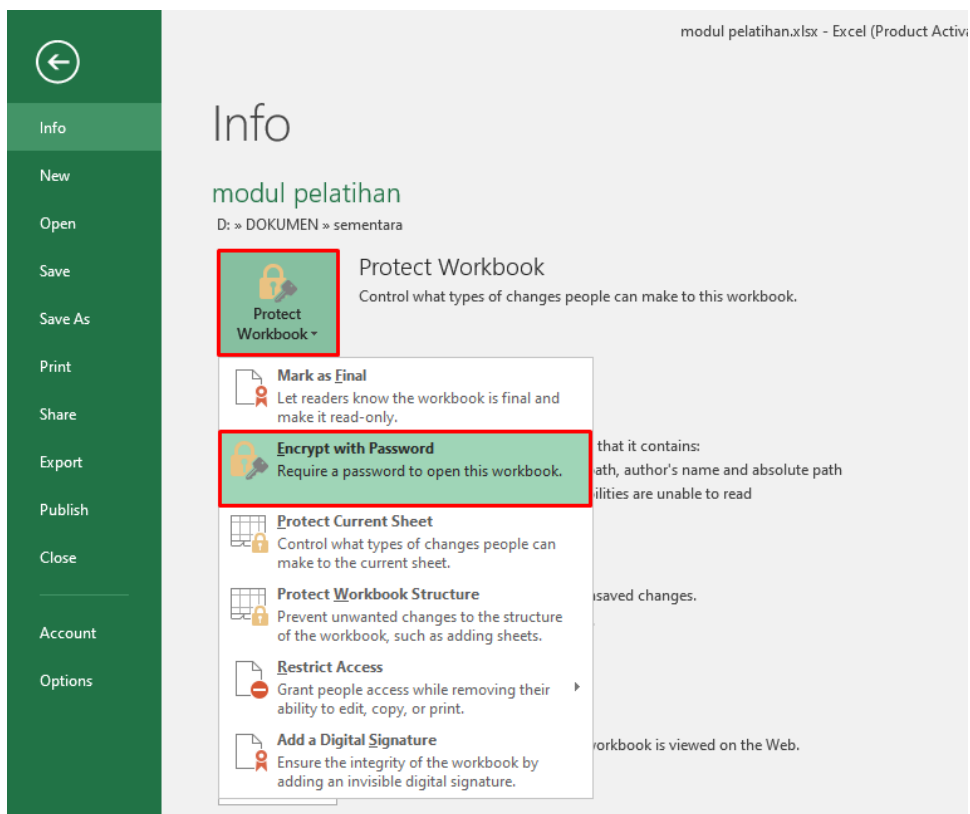 modul pelatihan.xlsx - Excel (Product Activa
Info
New
Open
Save
Save As
Print
Share
Export
Publish
Close
Account
Options
Info
modul pelatihan
D: » DOKUMEN » sementara
Protect
Workbook
Protect Workbook
Control what types of changes people can make to this workbook.
Mark as Final
Let readers know the workbook is final and
make it read-only.
Encrypt with Password
Require a password to open this workbook.
Protect Current Sheet
Control what types of changes people can
make to the current sheet.
Protect Workbook Structure
Prevent unwanted changes to the structure
of the workbook, such as adding sheets.
Restrict Access
Grant people access while removing their
ability to edit, copy, or print.
Add a Digital Signature
Ensure the integrity of the workbook by
adding an invisible digital signature.
that it contains:
ath, author's name and absolute path
ilities are unable to read
nsaved changes.
vorkbook is viewed on the Web.